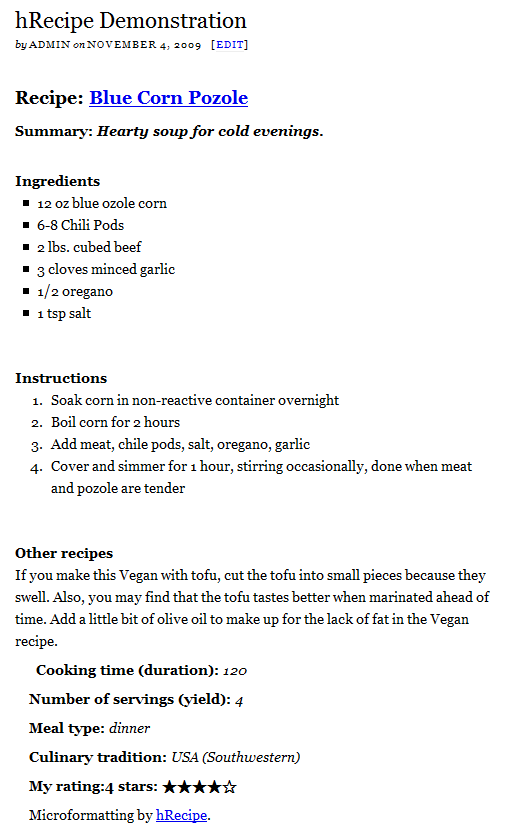 hRecipe Demonstration
by ADMIN on NOVEMBER 4, 2009 [EDIT]
Recipe: Blue Corn Pozole
Summary: Hearty soup for cold evenings.
Ingredients
■ 12 oz blue ozole corn
■ 6-8 Chili Pods
■ 2 lbs. cubed beef
■ 3 cloves minced garlic
■ 1/2 oregano
■ 1 tsp salt
Instructions
1. Soak corn in non-reactive container overnight
2. Boil corn for 2 hours
3. Add meat, chile pods, salt, oregano, garlic
4. Cover and simmer for 1 hour, stirring occasionally, done when meat
and pozole are tender
Other recipes
If you make this Vegan with tofu, cut the tofu into small pieces because they
swell. Also, you may find that the tofu tastes better when marinated ahead of
time. Add a little bit of olive oil to make up for the lack of fat in the Vegan
recipe.
Cooking time (duration): 120
Number of servings (yield): 4
Meal type: dinner
Culinary tradition: USA (Southwestern)
My rating:4 stars: ★★★★☆
Microformatting by hRecipe.